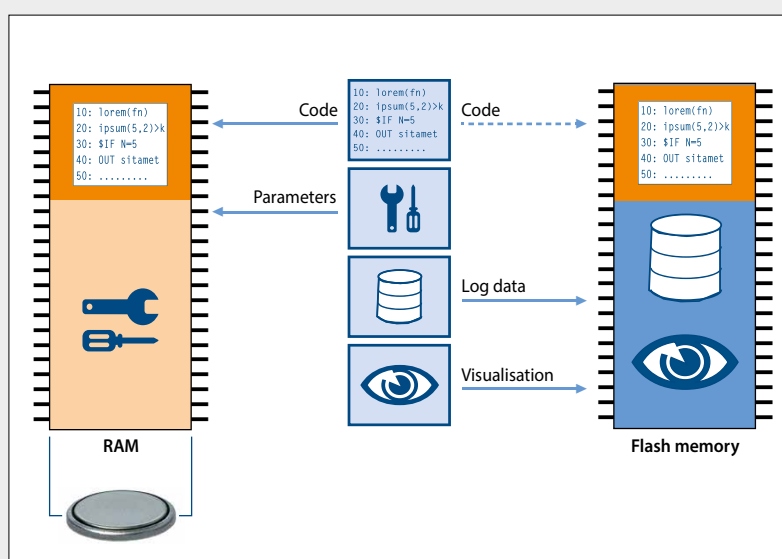 10: lorem(fn)
20: ipsum(5,2)>k
30: $IF N=5
40: OUT sitamet
50: .........
Code
10: lorem(fn)
20: ipsum(5,2)>k
30: $IF N=5
40: OUT sitamet
50: .........
Code
10: lorem(fn)
20: ipsum(5,2)>k
30: $IF N=5
40: OUT sitamet
50: .........
Parameters
Log data
Visualisation
RAM
Flash memory